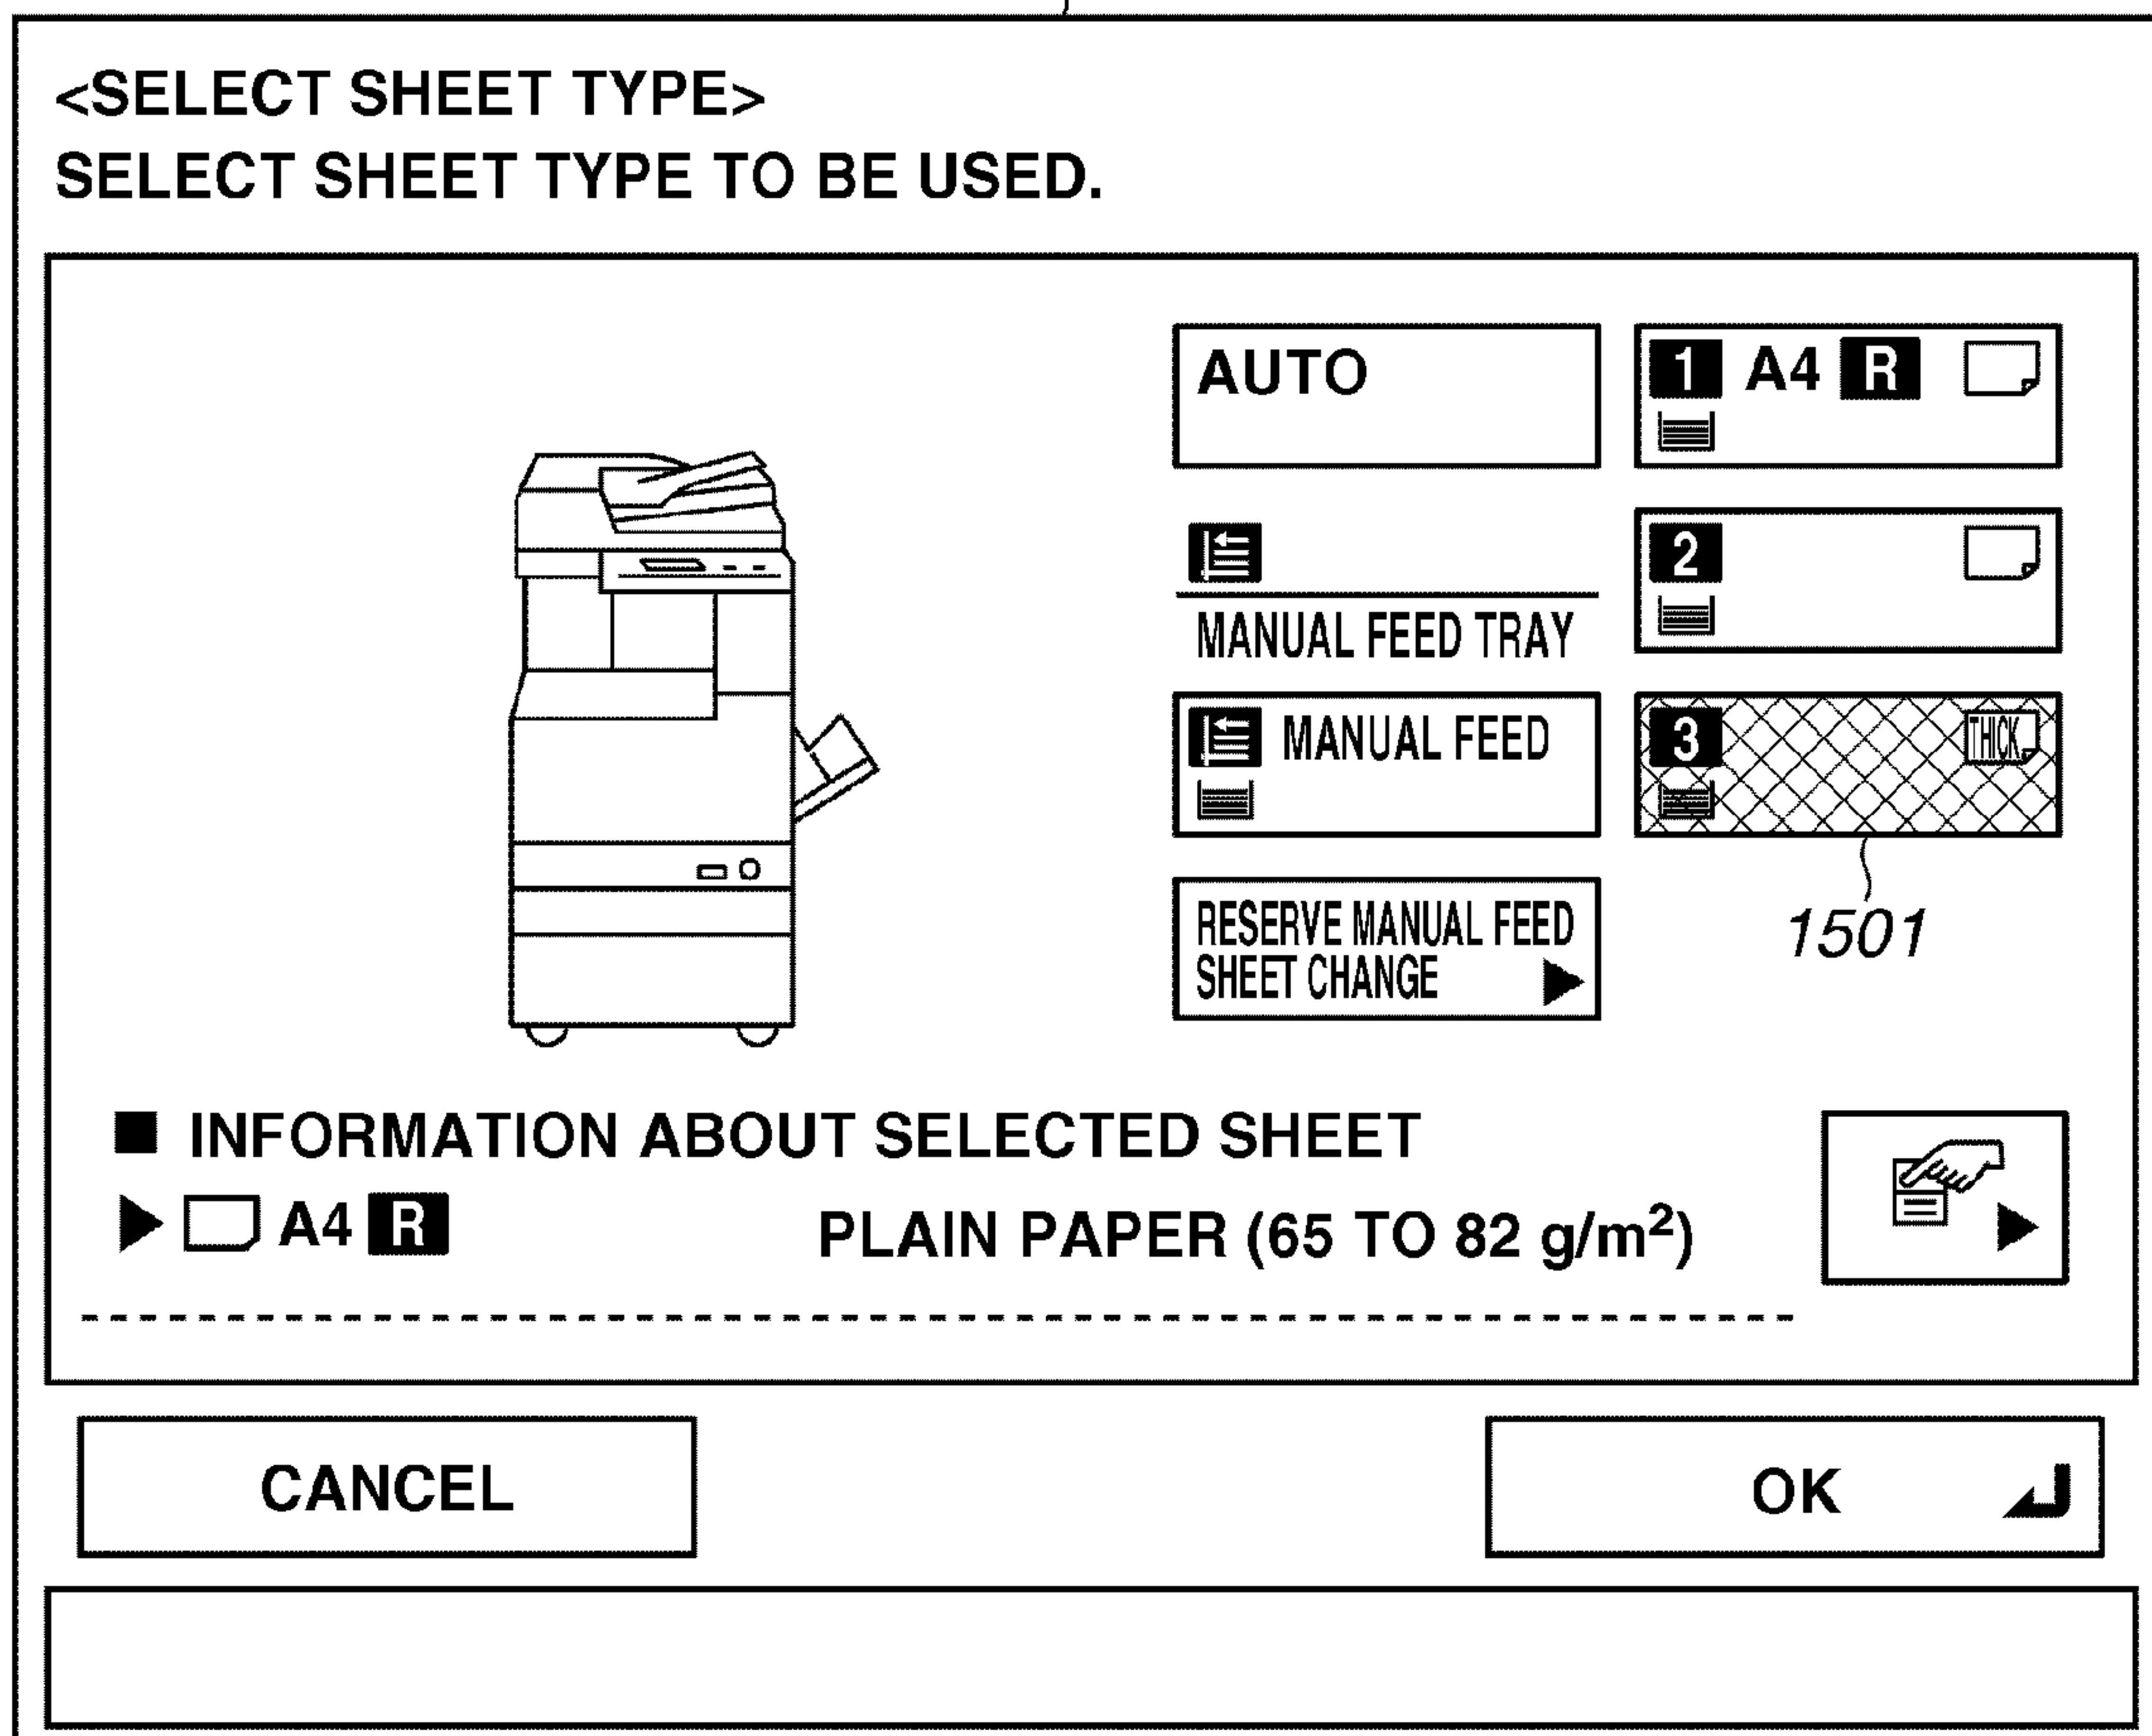 <SELECT SHEET TYPE>
SELECT SHEET TYPE TO BE USED.
AUTO
1 A4 R
2
MANUAL FEED TRAY
MANUAL FEED
3 THICK
1501
RESERVE MANUAL FEED
SHEET CHANGE
INFORMATION ABOUT SELECTED SHEET
A4 R
PLAIN PAPER (65 TO 82 g/m²)
CANCEL
OK